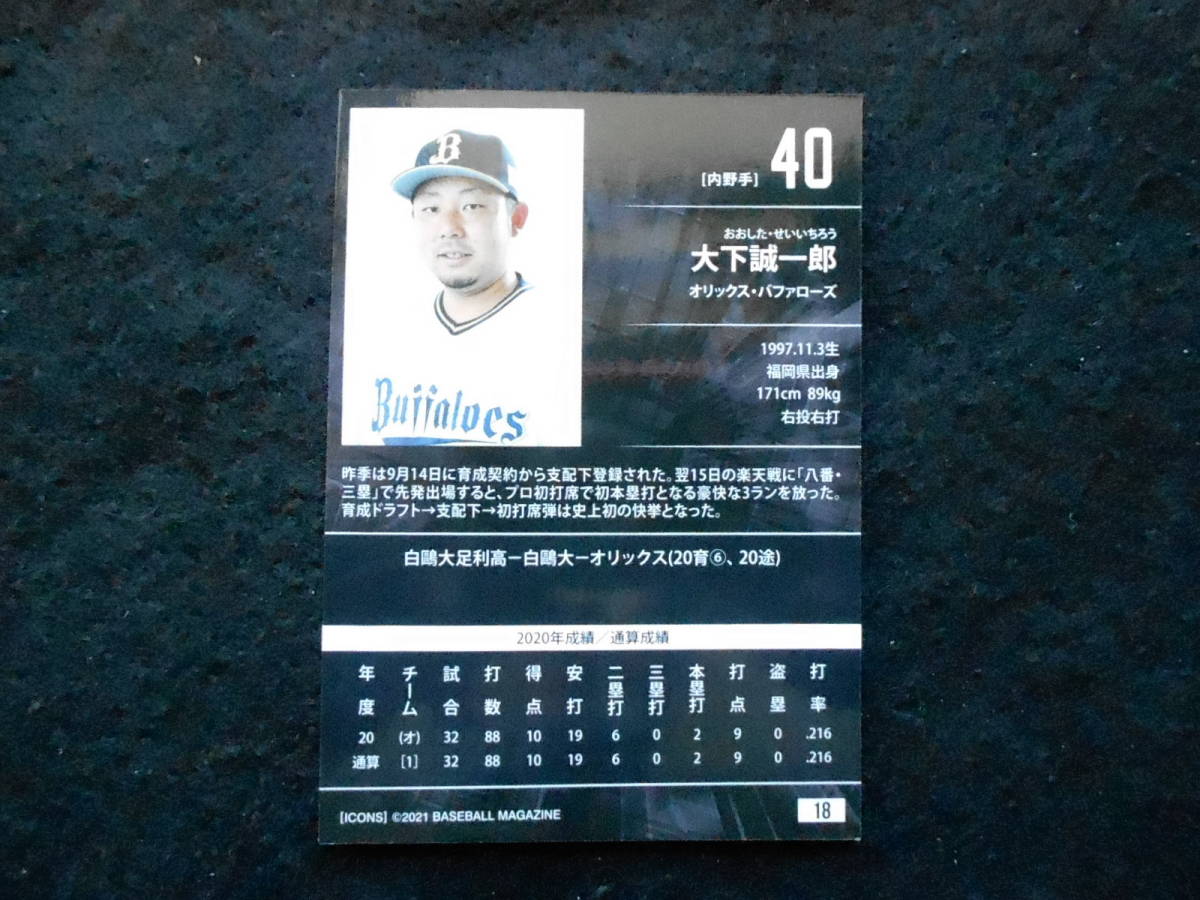 B
Buffaloes
40
[内野手]
おおした・せいいちろう
大下誠一郎
オリックス・バファローズ
1997.11.3生
福岡県出身
171cm 89kg
右投右打
昨季は9月14日に育成契約から支配下登録された。翌15日の楽天戦に「八番・
三塁」で先発出場すると、プロ初打席で初本塁打となる豪快な3ランを放った。
育成ドラフト→支配下→初打席弾は史上初の快挙となった。
白鷗大足利高ー白鷗大ーオリックス(20育⑥、20途)
2020年成績／通算成績
年度 チーム 試合 打数 得点 安打 二塁打 三塁打 本塁打 打点 盗塁 打率
20 (オ) 32 88 10 19 6 0 2 9 0 .216
通算 [1] 32 88 10 19 6 0 2 9 0 .216
[ICONS] ©2021 BASEBALL MAGAZINE
18